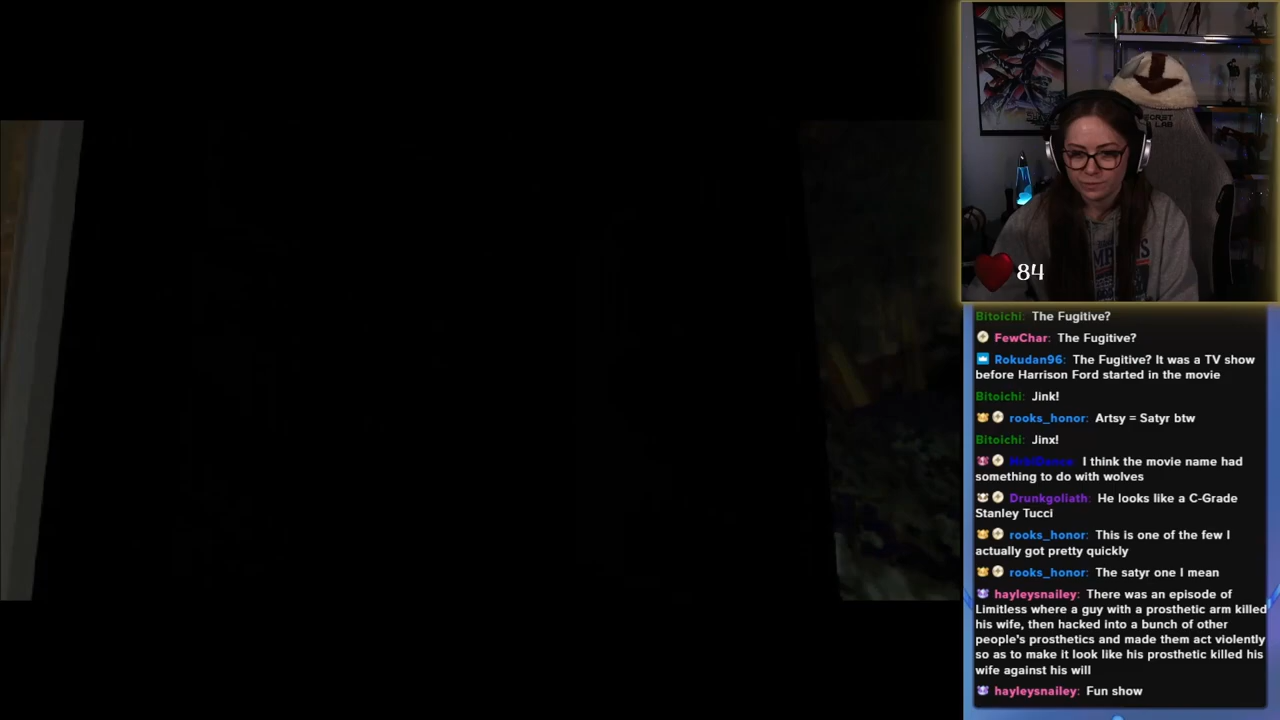 84
Bitoichi: The Fugitive?
FewChar: The Fugitive?
Rokudan96: The Fugitive? It was a TV show
before Harrison Ford started in the movie
Bitoichi: Jink!
rooks_honor: Artsy = Satyr btw
Bitoichi: Jinx!
I think the movie name had
something to do with wolves
Drunkgoliath: He looks like a C-Grade
Stanley Tucci
rooks_honor: This is one of the few I
actually got pretty quickly
rooks_honor: The satyr one I mean
hayleysnailey: There was an episode of
Limitless where a guy with a prosthetic arm killed
his wife, then hacked into a bunch of other
people's prosthetics and made them act violently
so as to make it look like his prosthetic killed his
wife against his will
hayleysnailey: Fun show